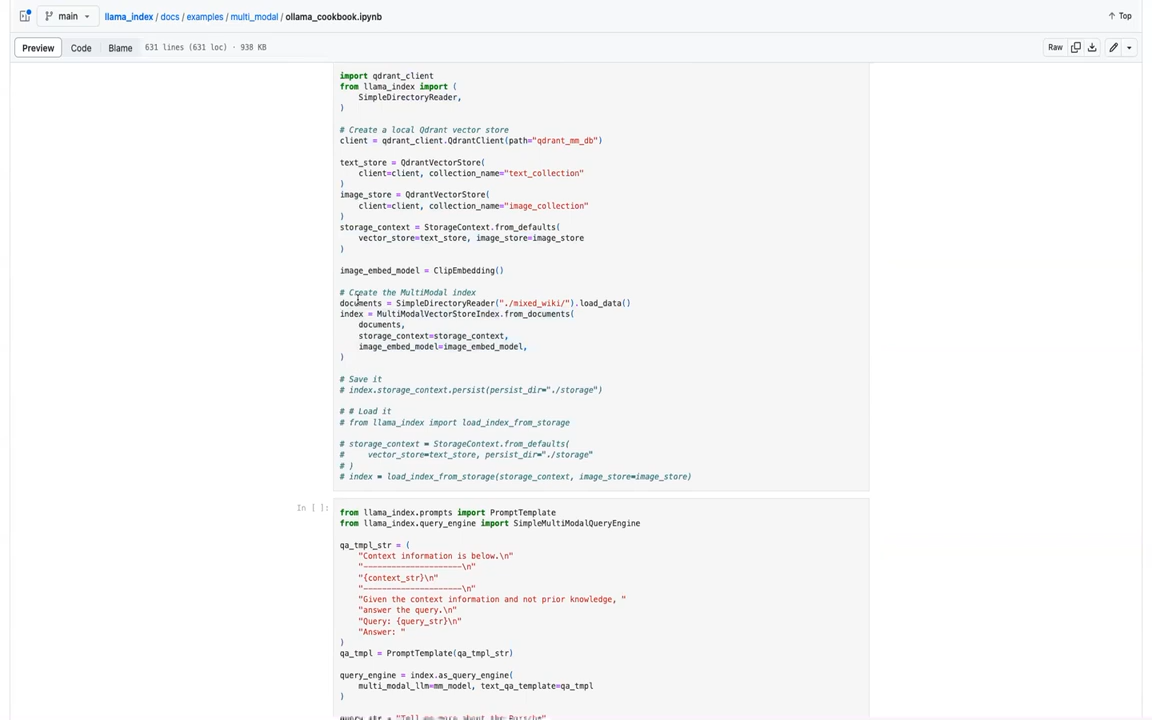 main
llama_index / docs / examples / multi_modal / ollama_cookbook.ipynb
Top
Preview Code Blame 631 lines (631 loc) · 938 KB
Raw
import qdrant_client
from llama_index import (
    SimpleDirectoryReader,
)
# Create a local Qdrant vector store
client = qdrant_client.QdrantClient(path="qdrant_mm_db")
text_store = QdrantVectorStore(
    client=client, collection_name="text_collection"
)
image_store = QdrantVectorStore(
    client=client, collection_name="image_collection"
)
storage_context = StorageContext.from_defaults(
    vector_store=text_store, image_store=image_store
)
image_embed_model = ClipEmbedding()
# Create the MultiModal index
documents = SimpleDirectoryReader("./mixed_wiki/").load_data()
index = MultiModalVectorStoreIndex.from_documents(
    documents,
    storage_context=storage_context,
    image_embed_model=image_embed_model,
)
# Save it
# index.storage_context.persist(persist_dir="./storage")
# # Load it
# from llama_index import load_index_from_storage
# storage_context = StorageContext.from_defaults(
#     vector_store=text_store, persist_dir="./storage"
# )
# index = load_index_from_storage(storage_context, image_store=image_store)
In [ ]:
from llama_index.prompts import PromptTemplate
from llama_index.query_engine import SimpleMultiModalQueryEngine
qa_tmpl_str = (
    "Context information is below.\n"
    "---------------------\n"
    "{context_str}\n"
    "---------------------\n"
    "Given the context information and not prior knowledge, "
    "answer the query.\n"
    "Query: {query_str}\n"
    "Answer: "
)
qa_tmpl = PromptTemplate(qa_tmpl_str)
query_engine = index.as_query_engine(
    multi_modal_llm=mm_model, text_qa_template=qa_tmpl
)
query_str = "Tell me more about the